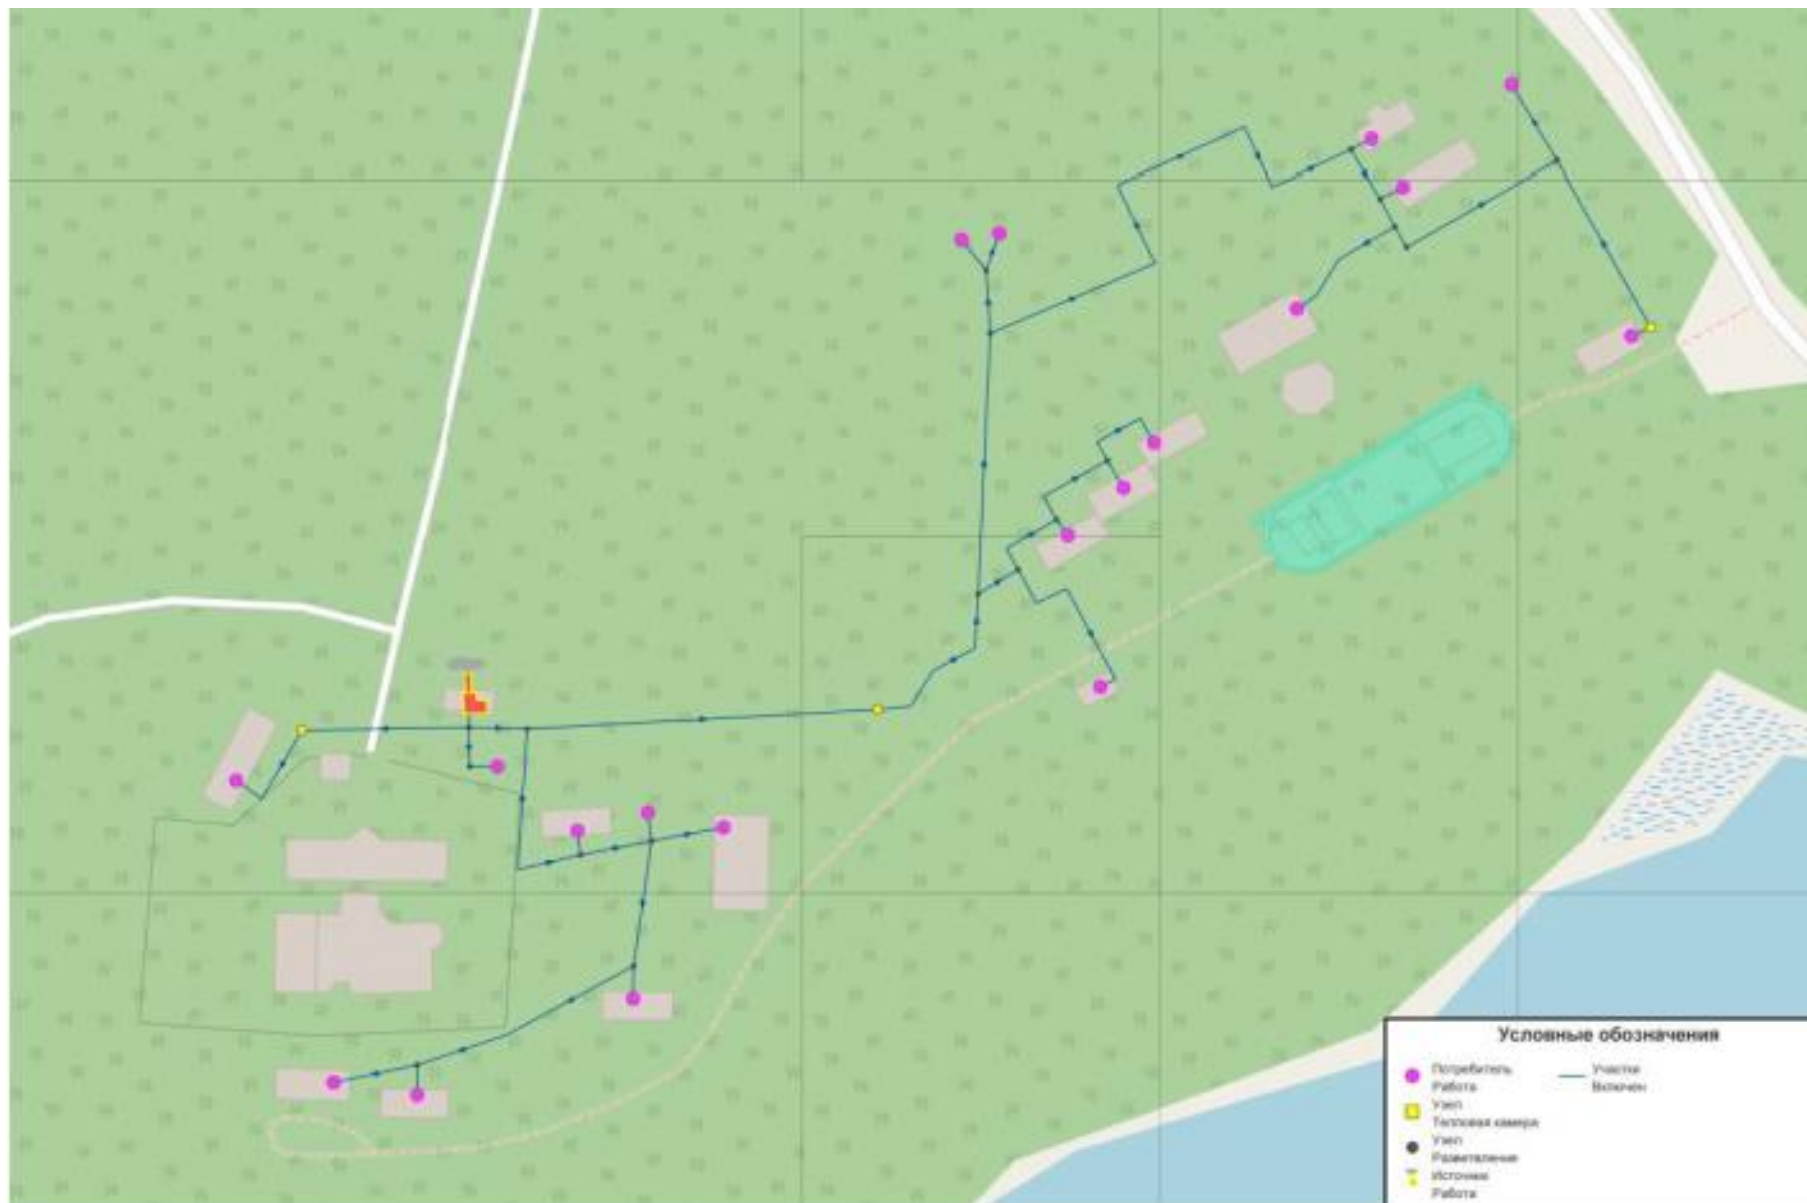 Условные обозначения
Потребитель
Работа
Участки
Включен
Узел
Тепловая камера
Узел
Разветвление
Источник
Работа